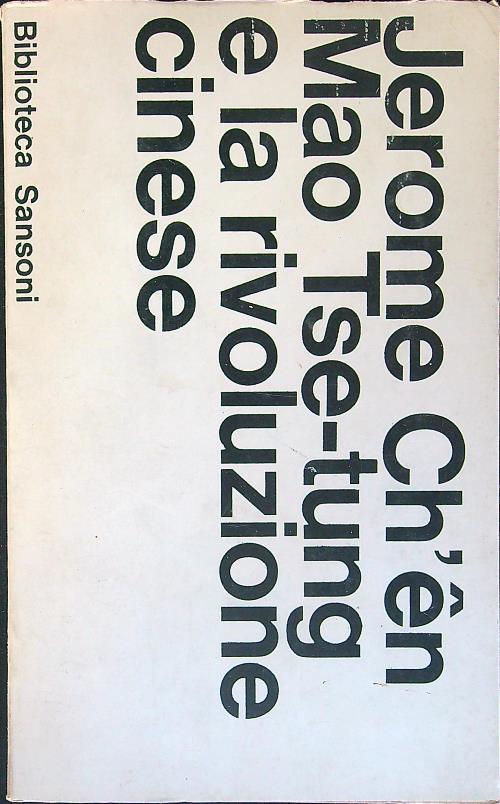 Jerome Ch'ên
Mao Tse-tung
e la rivoluzione
cinese
Biblioteca Sansoni